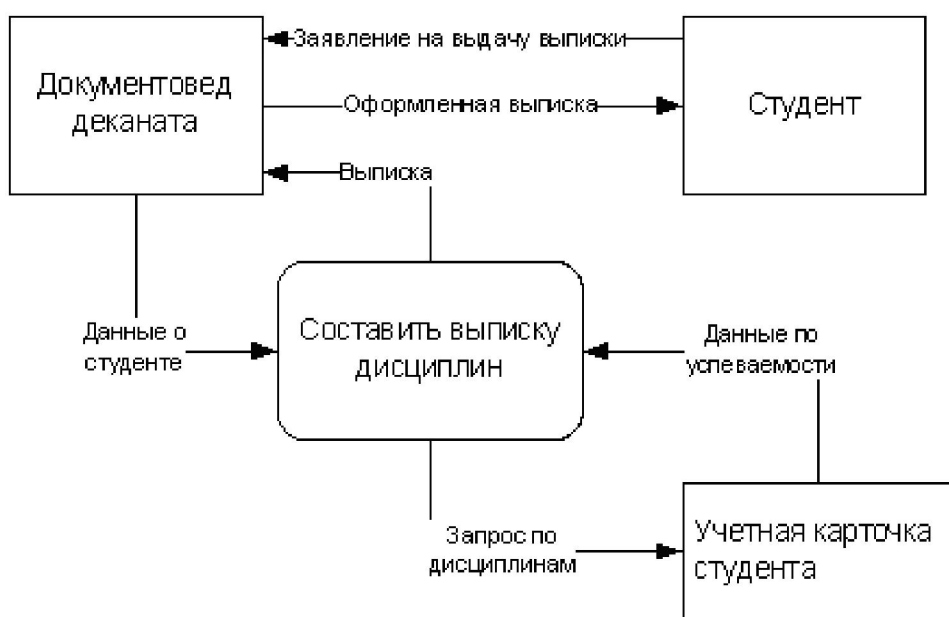 Заявление на выдачу выписки
Документовед
деканата
Студент
Оформленная выписка
Выписка
Составить выписку
дисциплин
Данные о
студенте
Данные по
успеваемости
Запрос по
дисциплинам
Учетная карточка
студента